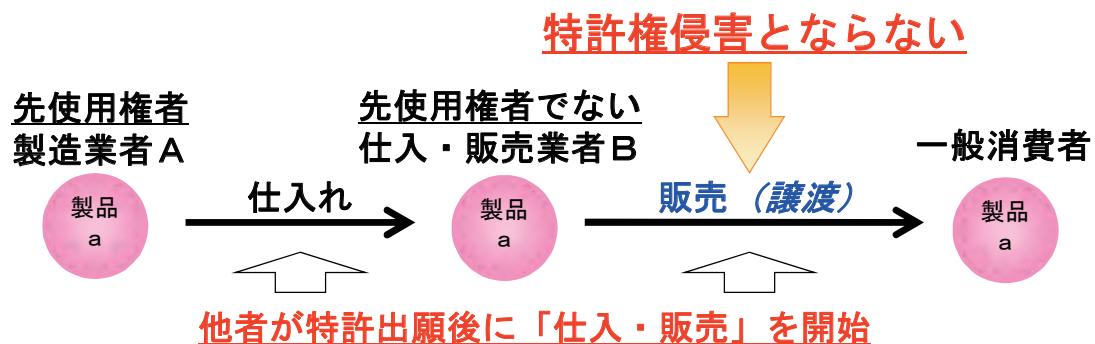 特許権侵害とならない
先使用権者
製造業者A
先使用権者でない
仕入・販売業者B
一般消費者
製品
a
仕入れ
製品
a
販売（譲渡）
製品
a
他者が特許出願後に「仕入・販売」を開始